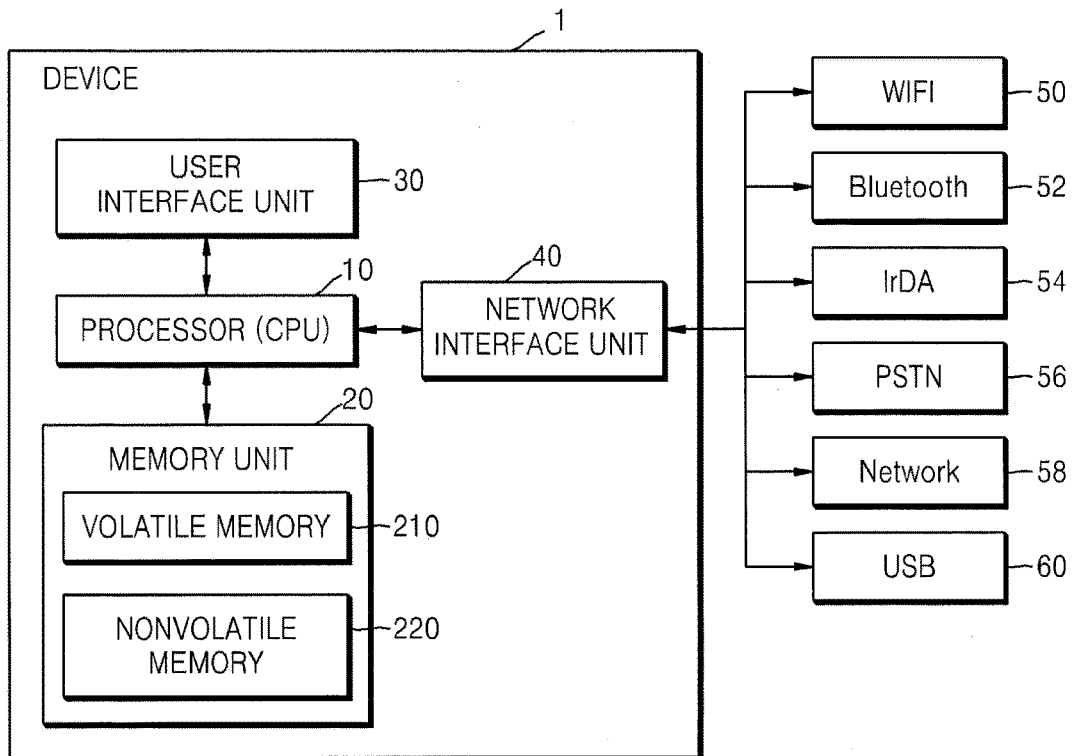 1
DEVICE
USER
INTERFACE UNIT
30
10
PROCESSOR (CPU)
40
NETWORK
INTERFACE UNIT
20
MEMORY UNIT
VOLATILE MEMORY
210
NONVOLATILE
MEMORY
220
WIFI
50
Bluetooth
52
IrDA
54
PSTN
56
Network
58
USB
60